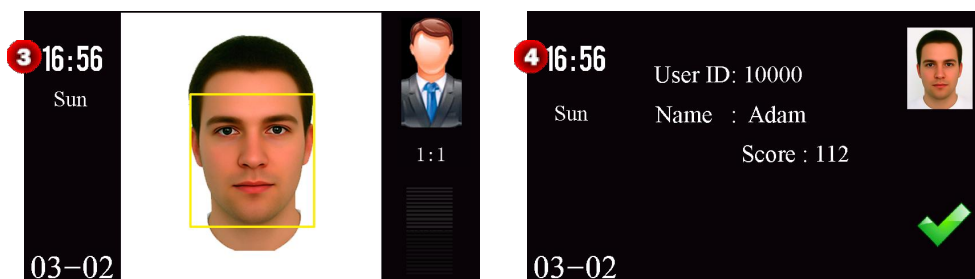 3
16:56
Sun
1:1
03-02
4
16:56
Sun
User ID: 10000
Name : Adam
Score : 112
03-02